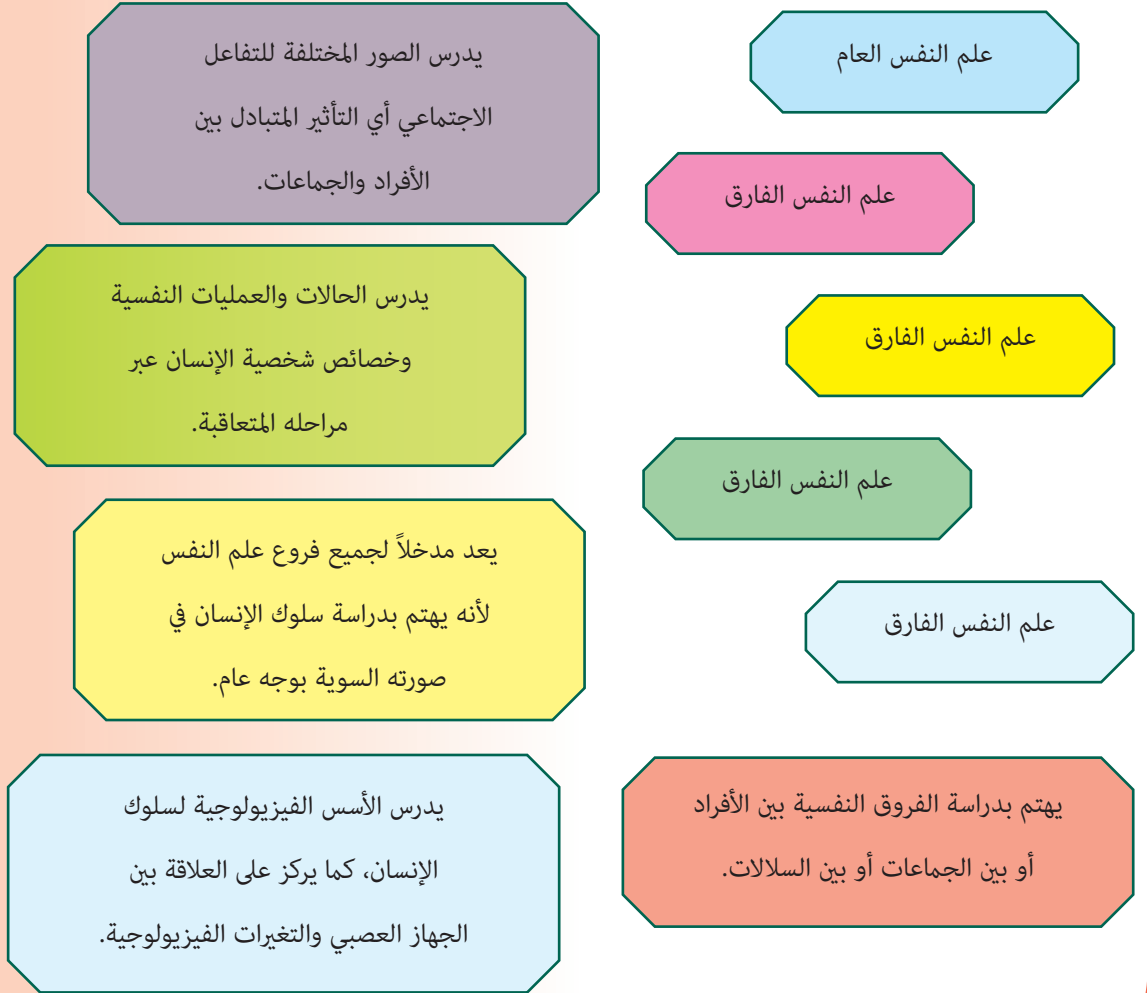 علم النفس العام
علم النفس الفارق
علم النفس الفارق
علم النفس الفارق
علم النفس الفارق
يهتم بدراسة الفروق النفسية بين الأفراد
أو بين الجماعات أو بين السلالات.
يدرس الصور المختلفة للتفاعل
الاجتماعي أي التأثير المتبادل بين
الأفراد والجماعات.
يدرس الحالات والعمليات النفسية
وخصائص شخصية الإنسان عبر
مراحله المتعاقبة.
يعد مدخلاً لجميع فروع علم النفس
لأنه يهتم بدراسة سلوك الإنسان في
صورته السوية بوجه عام.
يدرس الأسس الفيزيولوجية لسلوك
الإنسان، كما يركز على العلاقة بين
الجهاز العصبي والتغيرات الفيزيولوجية.